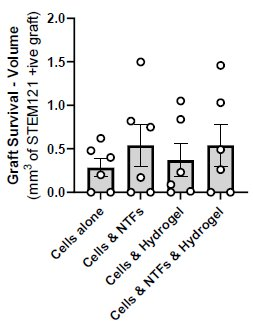 Graft Survival - Volume
(mm³ of STEM121 +ive graft)
2.0
1.5
1.0
0.5
0.0
Cells alone
Cells & NTFs
Cells & Hydrogel
Cells & NTFs & Hydrogel